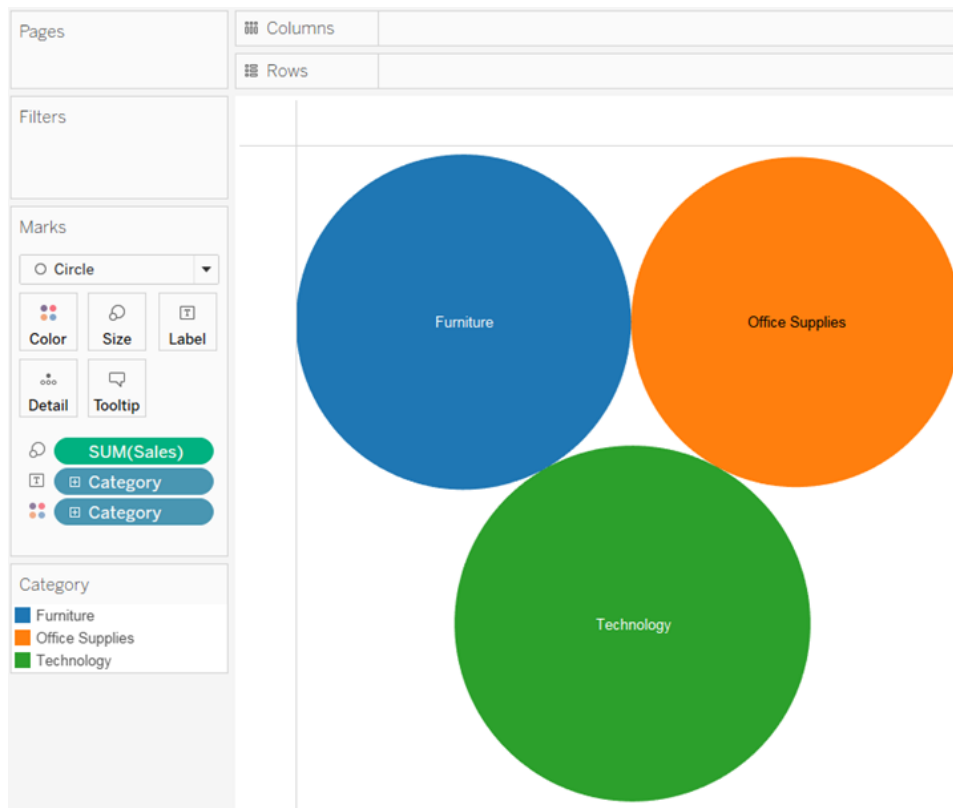 Pages
Columns
Rows
Filters
Marks
Circle
Color
Size
Label
Detail
Tooltip
SUM(Sales)
Category
Category
Category
Furniture
Office Supplies
Technology
Furniture
Office Supplies
Technology